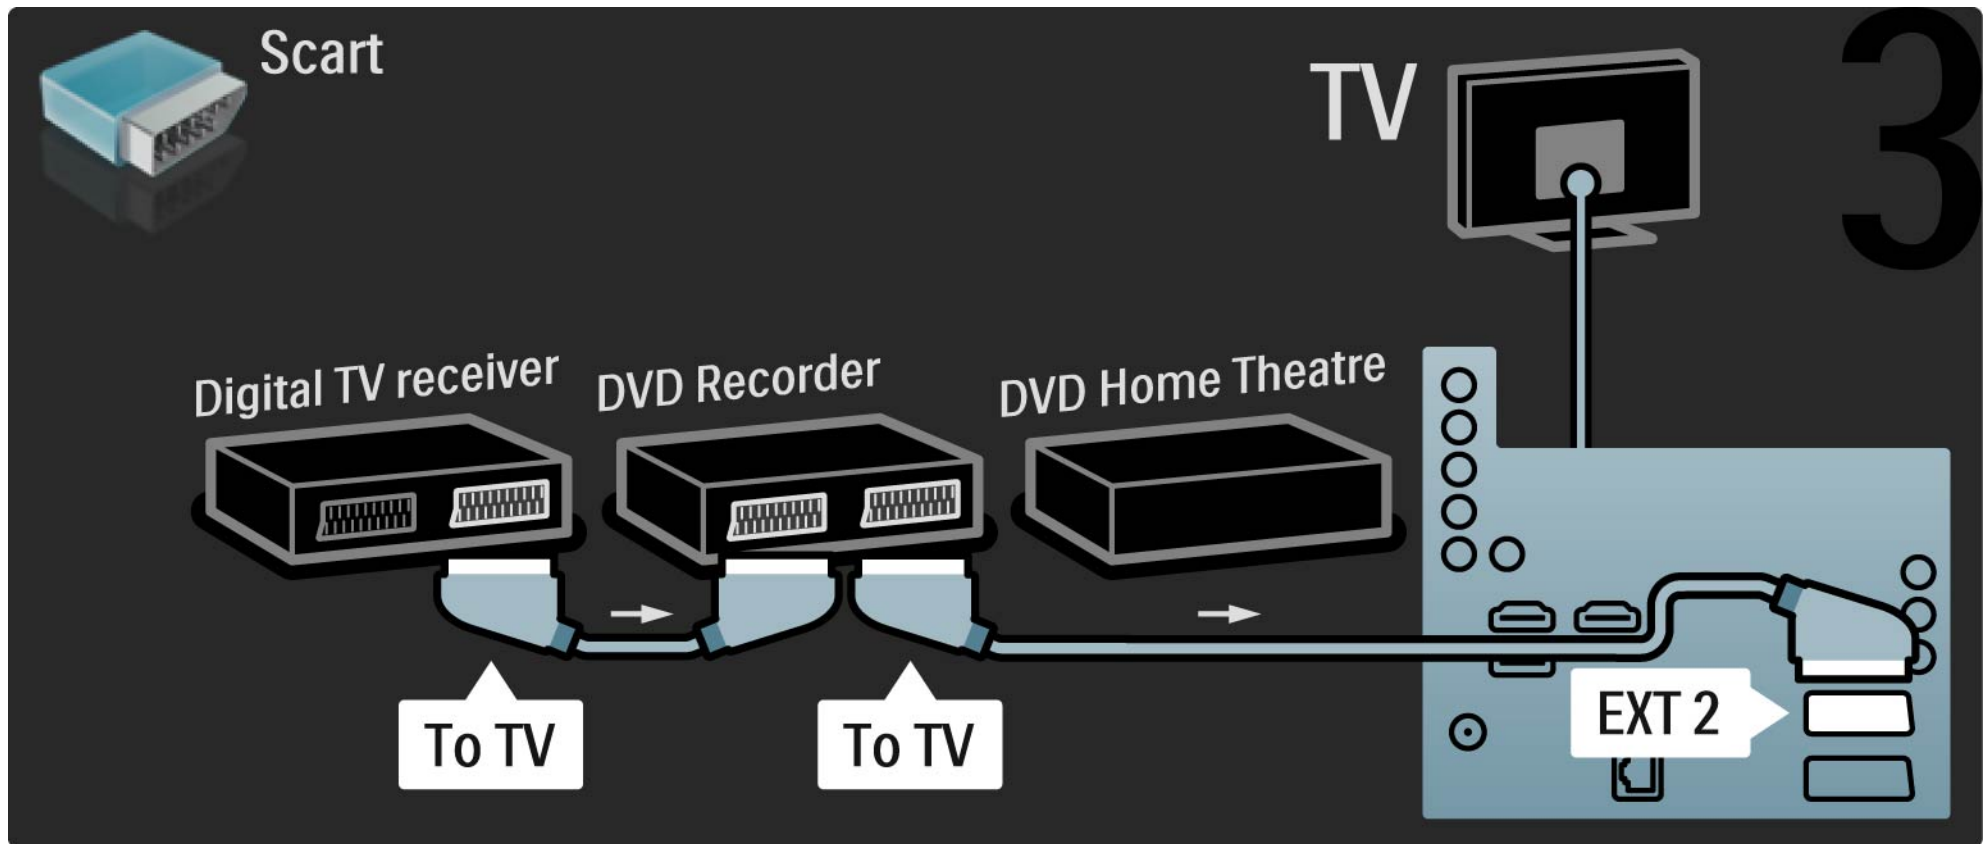 Scart
TV
3
Digital TV receiver
DVD Recorder
DVD Home Theatre
To TV
To TV
EXT 2